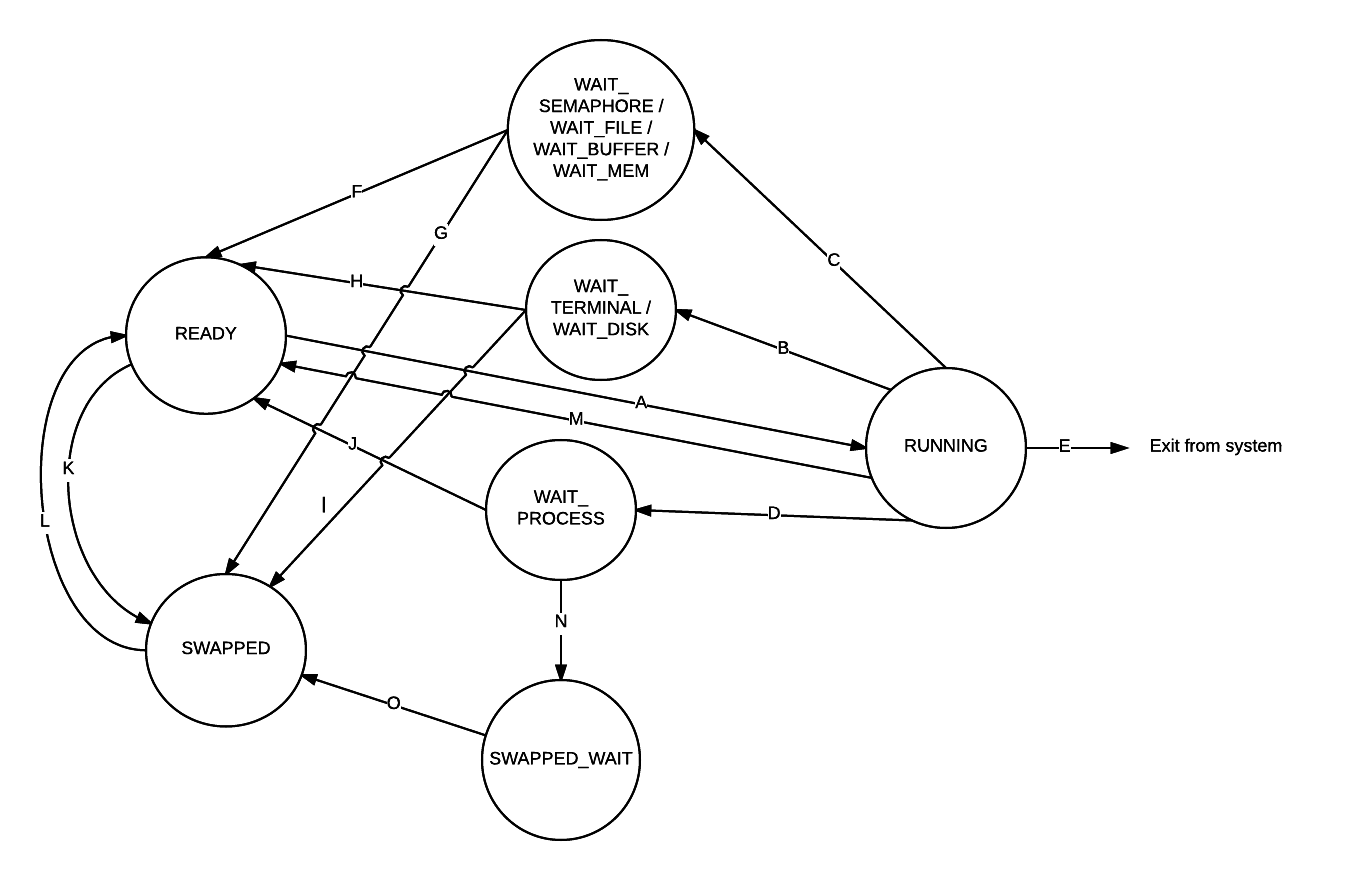 WAIT_
SEMAPHORE /
WAIT_FILE /
WAIT_BUFFER /
WAIT_MEM
F
G
C
H
WAIT_
TERMINAL /
WAIT_DISK
READY
B
A
M
J
RUNNING
E
Exit from system
K
I
WAIT_
PROCESS
D
L
N
SWAPPED
O
SWAPPED_WAIT